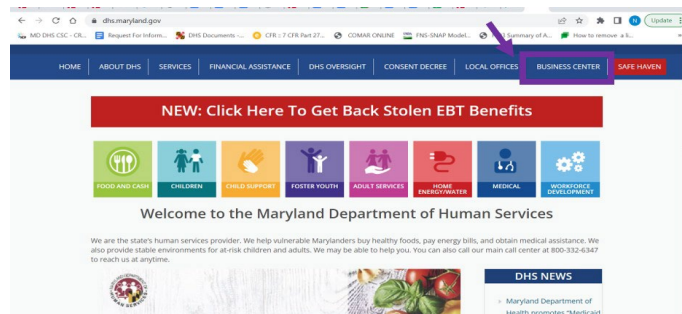 dhs.maryland.gov
Update
MD DHS CSC - CR... Request For Inform... DHS Documents -... CFR :: 7 CFR Part 27... COMAR ONLINE FNS-SNAP Model... Summary of A... How to remove a li...
HOME ABOUT DHS SERVICES FINANCIAL ASSISTANCE DHS OVERSIGHT CONSENT DECREE LOCAL OFFICES BUSINESS CENTER SAFE HAVEN
NEW: Click Here To Get Back Stolen EBT Benefits
FOOD AND CASH CHILDREN CHILD SUPPORT FOSTER YOUTH ADULT SERVICES HOME ENERGY/WATER MEDICAL WORKFORCE DEVELOPMENT
Welcome to the Maryland Department of Human Services
We are the state's human services provider. We help vulnerable Marylanders buy healthy foods, pay energy bills, and obtain medical assistance. We
also provide stable environments for at-risk children and adults. We may be able to help you. You can also call our main call center at 800-332-6347
to reach us at anytime.
DHS NEWS
Maryland Department of
Health promotes "Medicaid